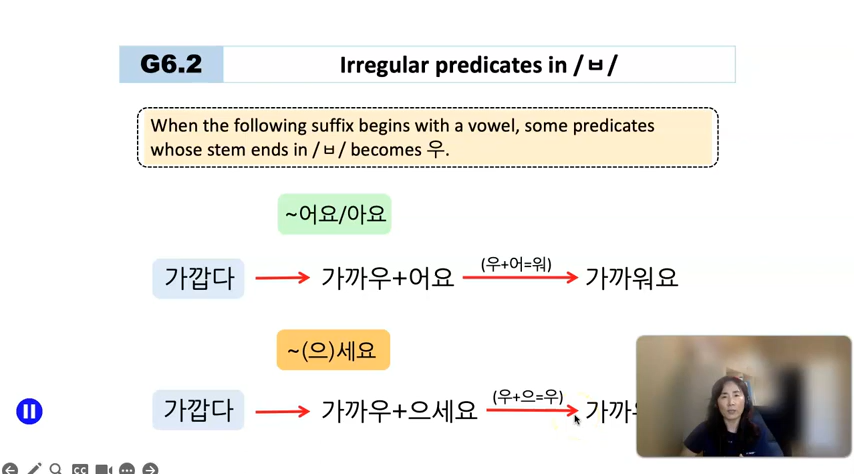 G6.2
Irregular predicates in /ㅂ/
When the following suffix begins with a vowel, some predicates
whose stem ends in /ㅂ/ becomes 우.
~어요/아요
(우+어=워)
가깝다 가까우+어요 가까워요
~(으)세요
(우+으=우)
가깝다 가까우+으세요
CC